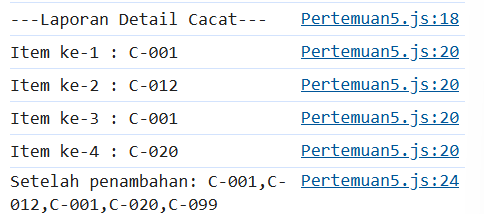 ---Laporan Detail Cacat--- Pertemuan5.js:18
Item ke-1 : C-001 Pertemuan5.js:20
Item ke-2 : C-012 Pertemuan5.js:20
Item ke-3 : C-001 Pertemuan5.js:20
Item ke-4 : C-020 Pertemuan5.js:20
Setelah penambahan: C-001,C- Pertemuan5.js:24
012,C-001,C-020,C-099